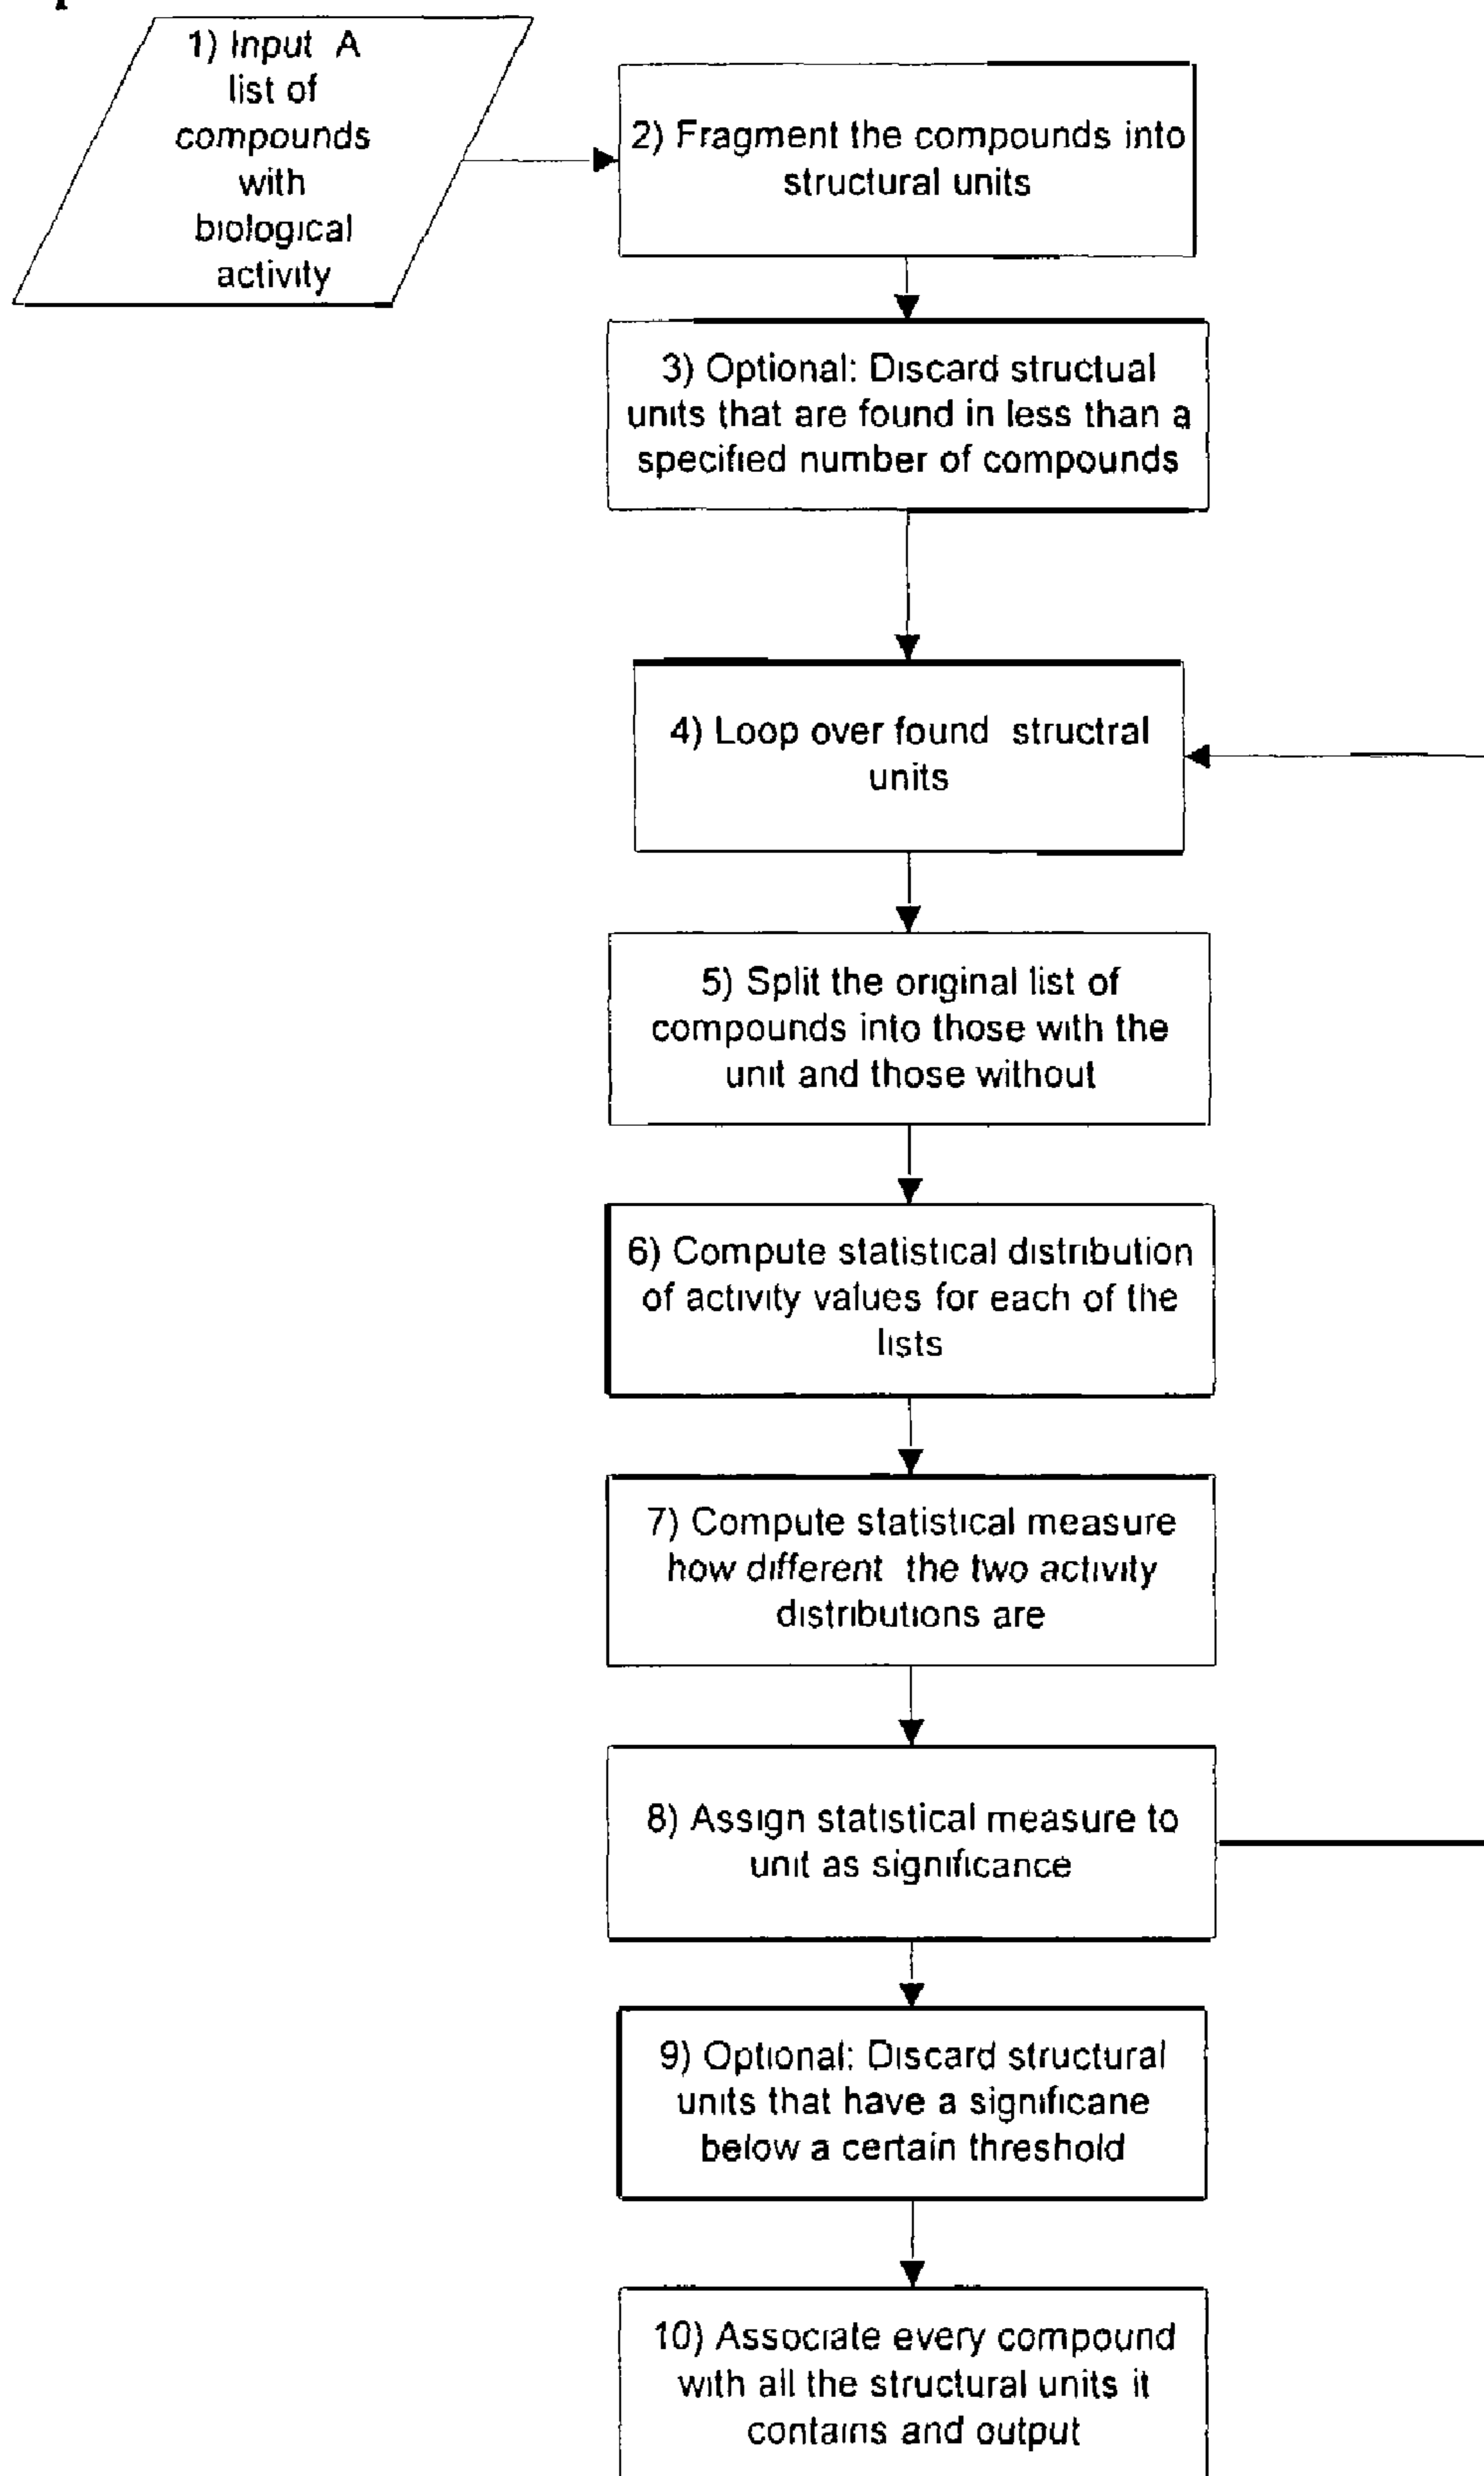 1) Input A
list of
compounds
with
biological
activity
2) Fragment the compounds into
structural units
3) Optional: Discard structual
units that are found in less than a
specified number of compounds
4) Loop over found structral
units
5) Split the original list of
compounds into those with the
unit and those without
6) Compute statistical distribution
of activity values for each of the
lists
7) Compute statistical measure
how different the two activity
distributions are
8) Assign statistical measure to
unit as significance
9) Optional: Discard structural
units that have a significane
below a certain threshold
10) Associate every compound
with all the structural units it
contains and output